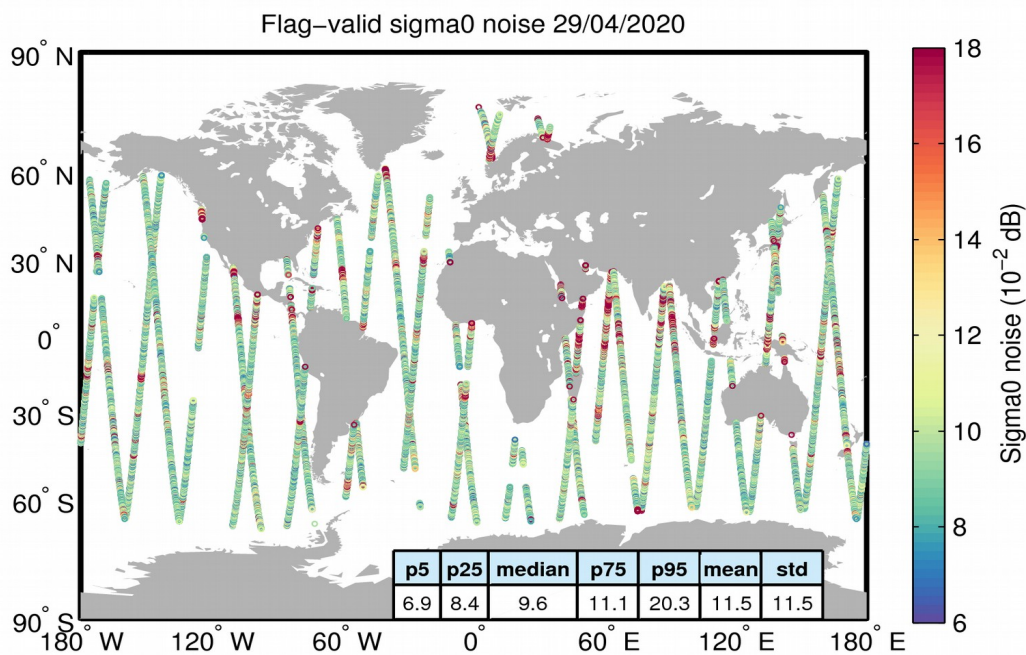 Flag−valid sigma0 noise 29/04/2020
90° N
60° N
30° N
0°
30° S
60° S
90° S
180° W
120° W
60° W
0°
60° E
120° E
180° E
p5 p25 median p75 p95 mean std
6.9 8.4 9.6 11.1 20.3 11.5 11.5
18
16
14
12
10
8
6
Sigma0 noise (10⁻² dB)